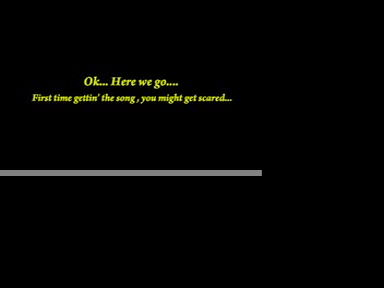 Ok... Here we go....
First time gettin' the song , you might get scared...